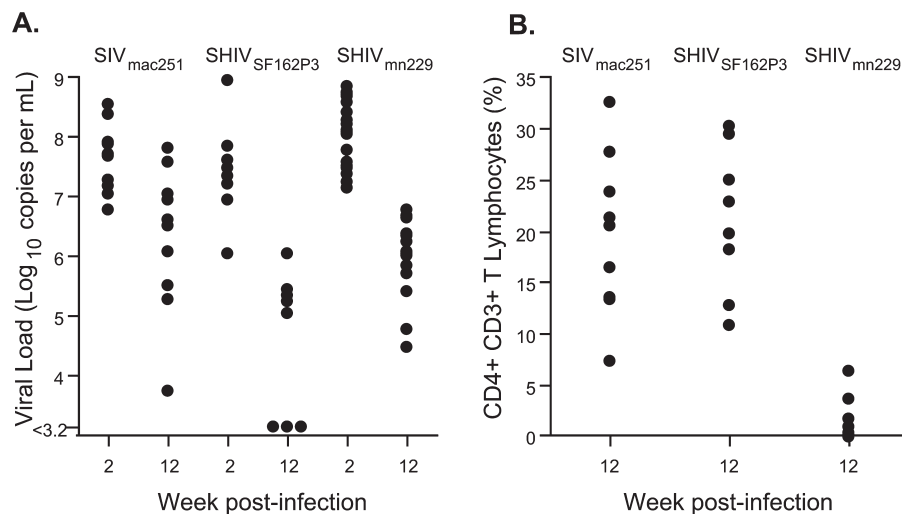 A.
SIVmac251 SHIVSF162P3 SHIVmn229
Viral Load (Log10 copies per mL)
9
8
7
6
5
4
<3.2
2 12 2 12 2 12
Week post-infection
B.
SIVmac251 SHIVSF162P3 SHIVmn229
CD4+ CD3+ T Lymphocytes (%)
35
30
25
20
15
10
5
0
12 12 12
Week post-infection